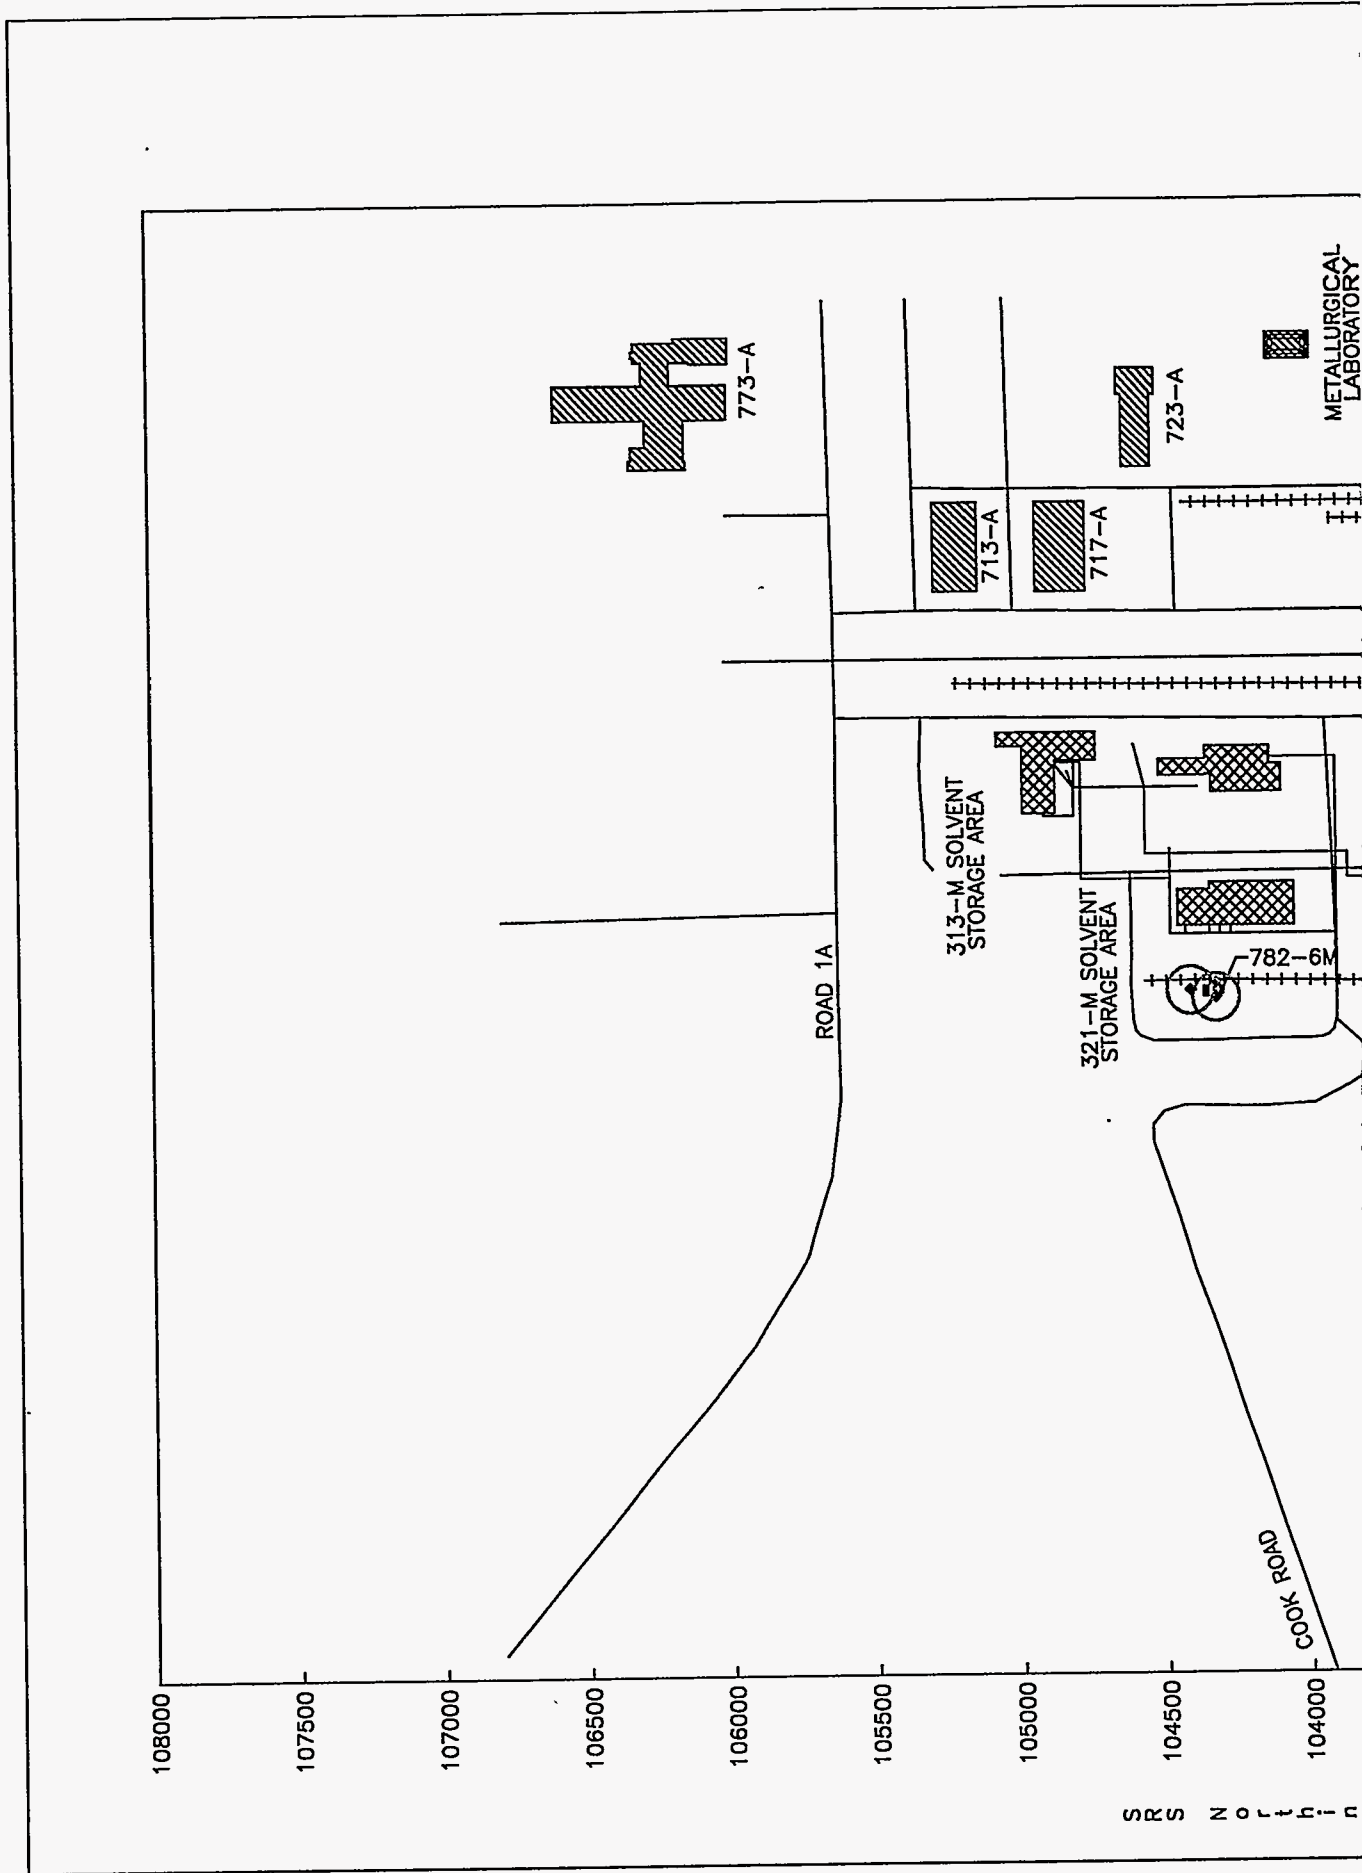 773-A
METALLURGICAL
LABORATORY
723-A
713-A
717-A
313-M SOLVENT
STORAGE AREA
321-M SOLVENT
STORAGE AREA
ROAD 1A
782-6M
COOK ROAD
108000
107500
107000
106500
106000
105500
105000
104500
104000
SRS Northin